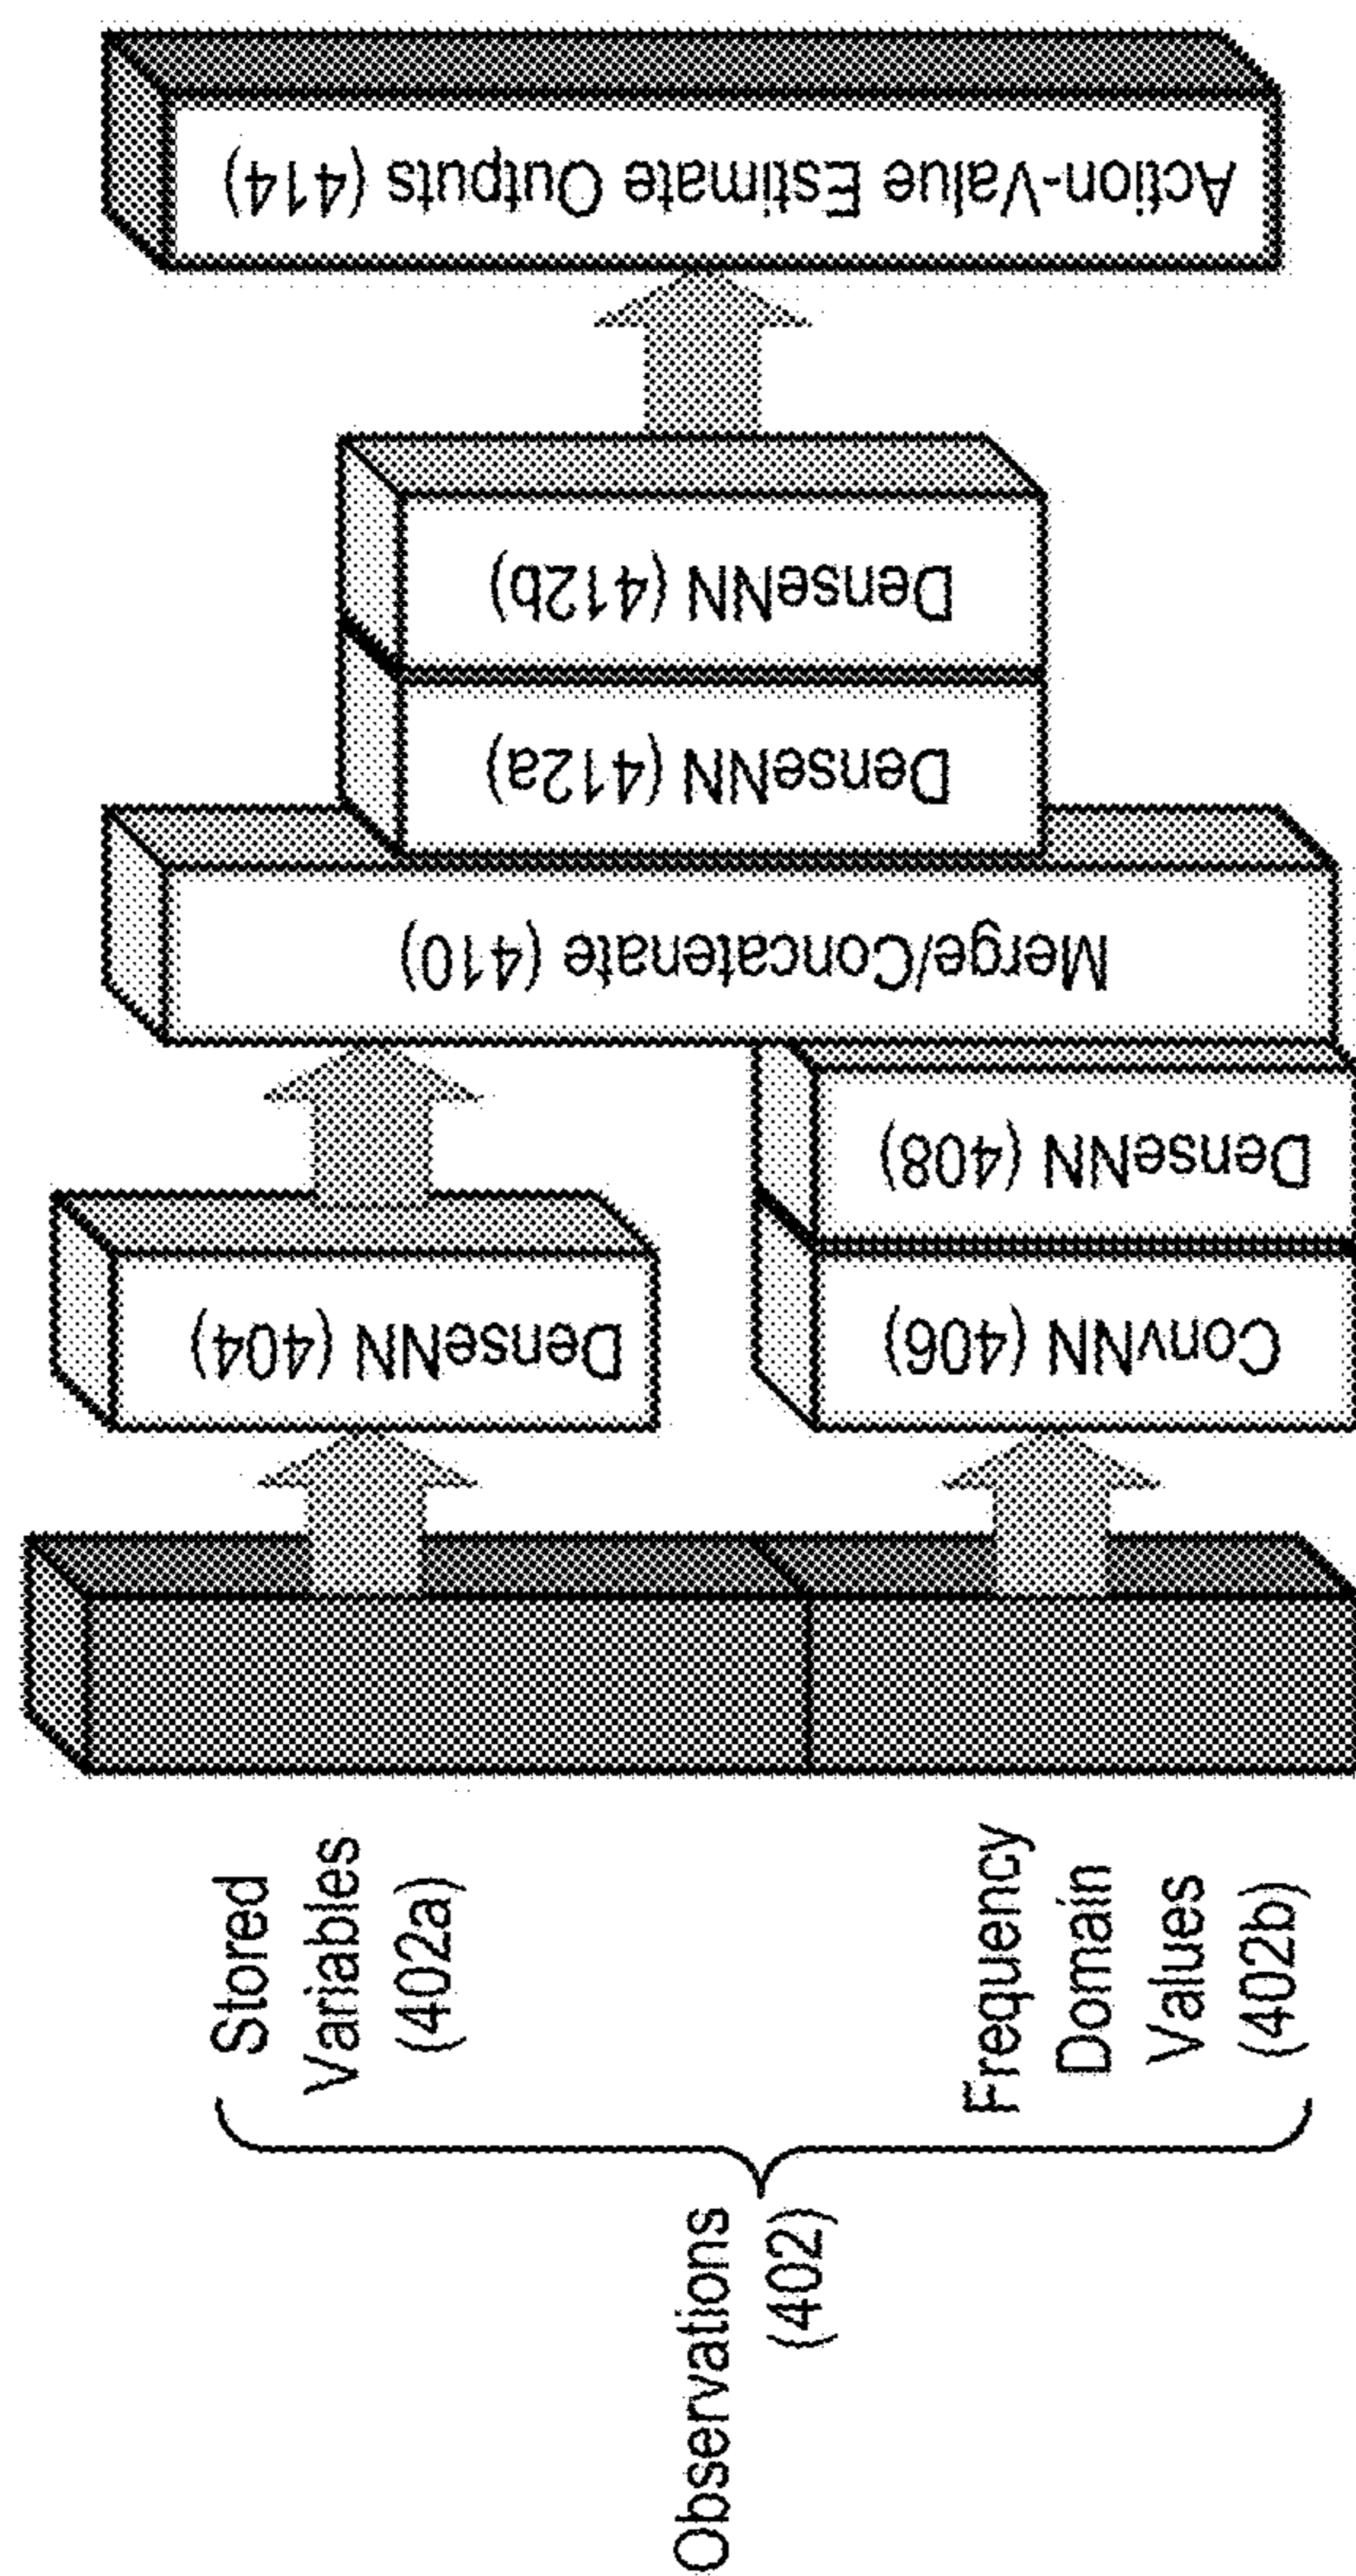 Observations
(402)
Stored
Variables
(402a)
Frequency
Domain
Values
(402b)
DenseNN (404)
ConvNN (406)
DenseNN (408)
Merge/Concatenate (410)
DenseNN (412a)
DenseNN (412b)
Action-Value Estimate Outputs (414)